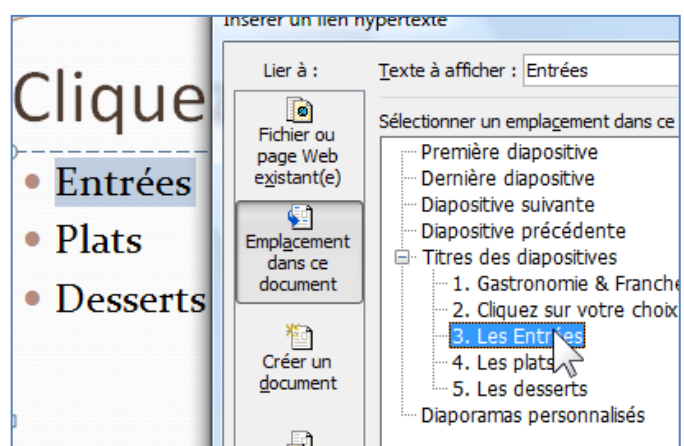 Insérer un lien hypertexte
Clique
• Entrées
• Plats
• Desserts
Lier à :
Fichier ou
page Web
existant(e)
Emplacement
dans ce
document
Créer un
document
Texte à afficher : Entrées
Sélectionner un emplacement dans ce
Première diapositive
Dernière diapositive
Diapositive suivante
Diapositive précédente
Titres des diapositives
1. Gastronomie & Franche
2. Cliquez sur votre choix
3. Les Entrées
4. Les plats
5. Les desserts
Diaporamas personnalisés